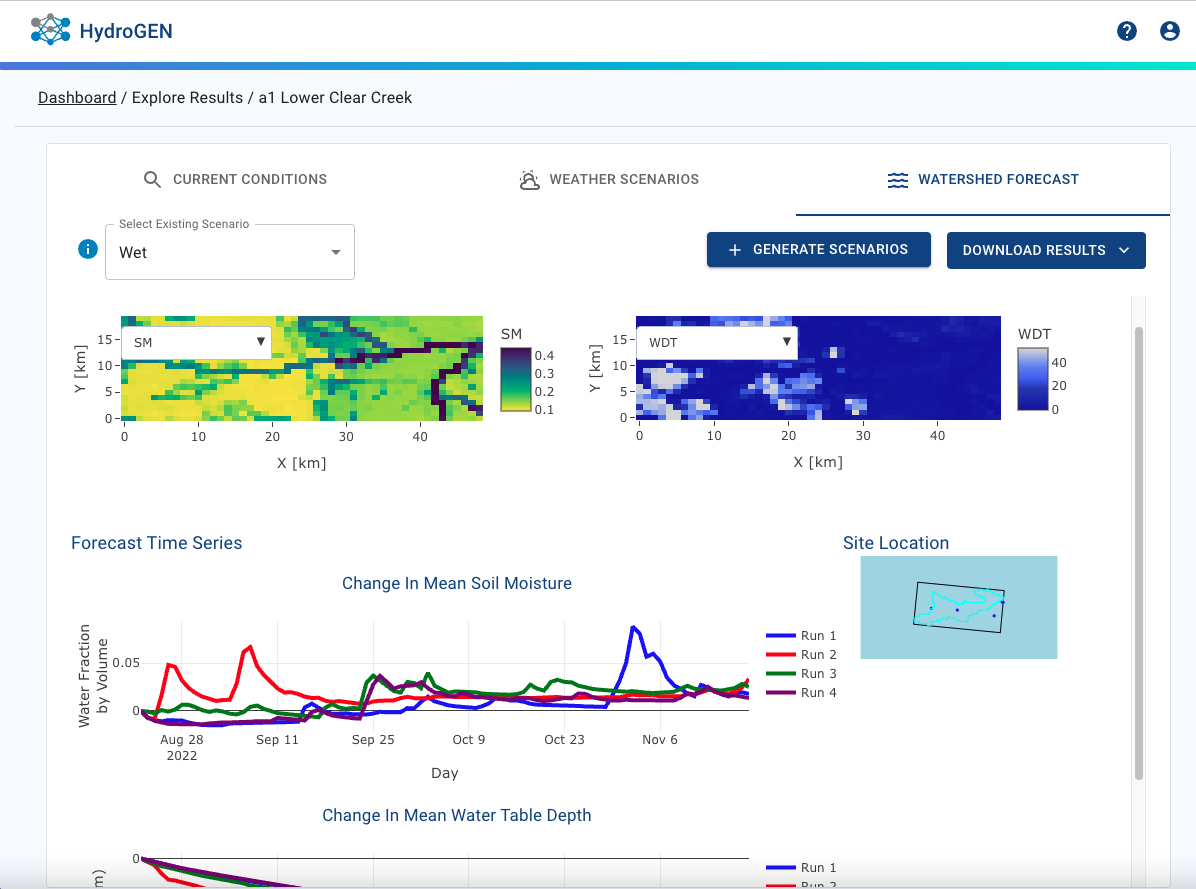 HydroGEN
Dashboard / Explore Results / a1 Lower Clear Creek
CURRENT CONDITIONS
WEATHER SCENARIOS
WATERSHED FORECAST
Select Existing Scenario
Wet
GENERATE SCENARIOS
DOWNLOAD RESULTS
SM
15
10
5
0
Y [km]
0 10 20 30 40
X [km]
SM
0.4
0.3
0.2
0.1
WDT
15
10
5
0
Y [km]
0 10 20 30 40
X [km]
WDT
40
20
0
Forecast Time Series
Site Location
Change In Mean Soil Moisture
Water Fraction
by Volume
0.05
0
Aug 28 Sep 11 Sep 25 Oct 9 Oct 23 Nov 6
2022
Day
Run 1
Run 2
Run 3
Run 4
Change In Mean Water Table Depth
0
m)
Run 1
Run 2